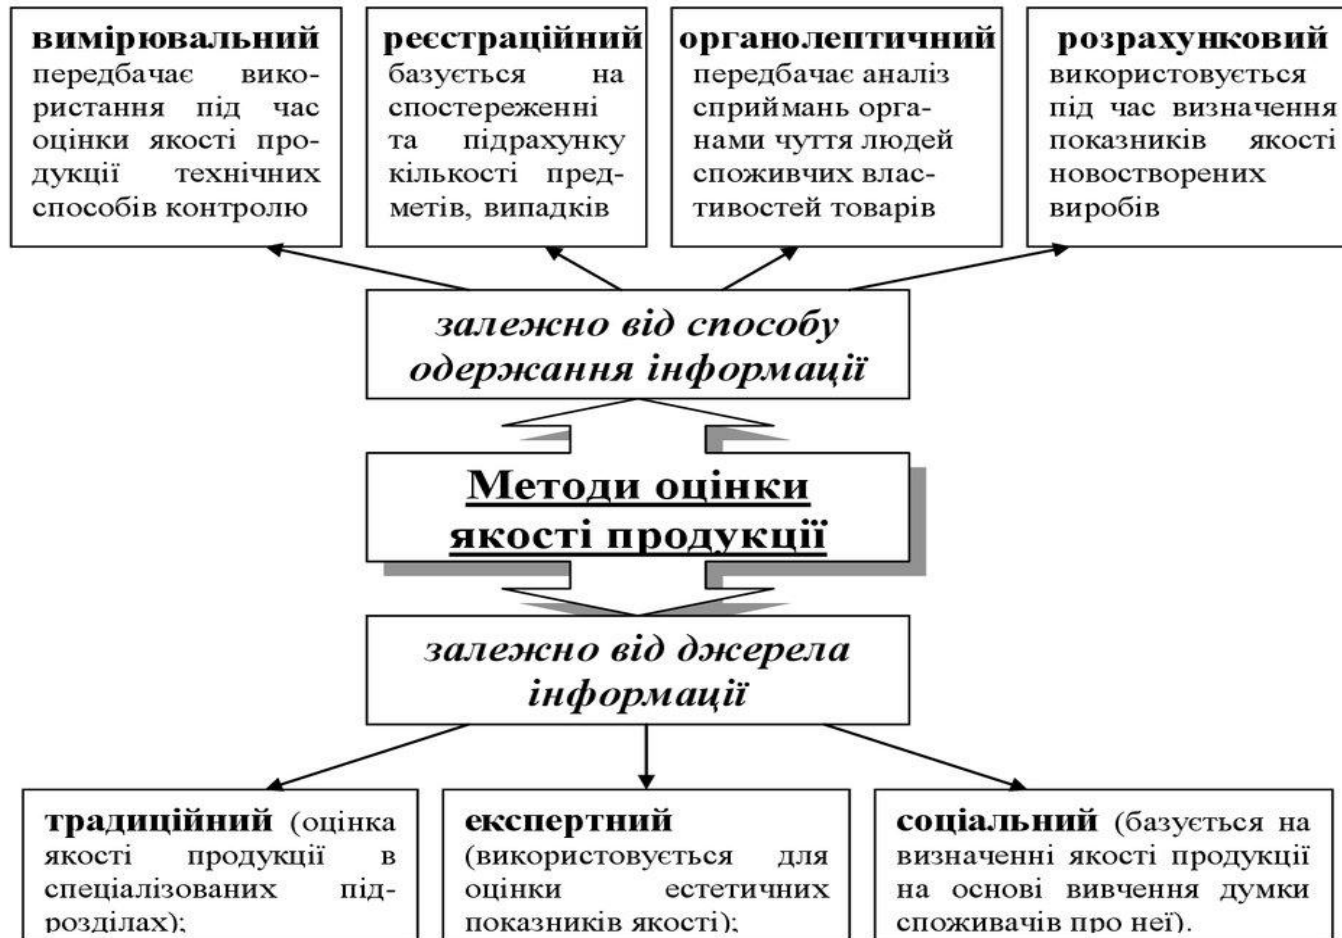 вимірювальний
передбачає вико-
ристання під час
оцінки якості про-
дукції технічних
способів контролю
реєстраційний
базується на
спостереженні
та підрахунку
кількості пред-
метів, випадків
органолептичний
передбачає аналіз
сприймань орга-
нами чуття людей
споживчих влас-
тивостей товарів
розрахунковий
використовується
під час визначення
показників якості
новостворених
виробів
залежно від способу
одержання інформації
Методи оцінки
якості продукції
залежно від джерела
інформації
традиційний (оцінка
якості продукції в
спеціалізованих під-
розділах);
експертний
(використовується для
оцінки естетичних
показників якості);
соціальний (базується на
визначенні якості продукції
на основі вивчення думки
споживачів про неї).